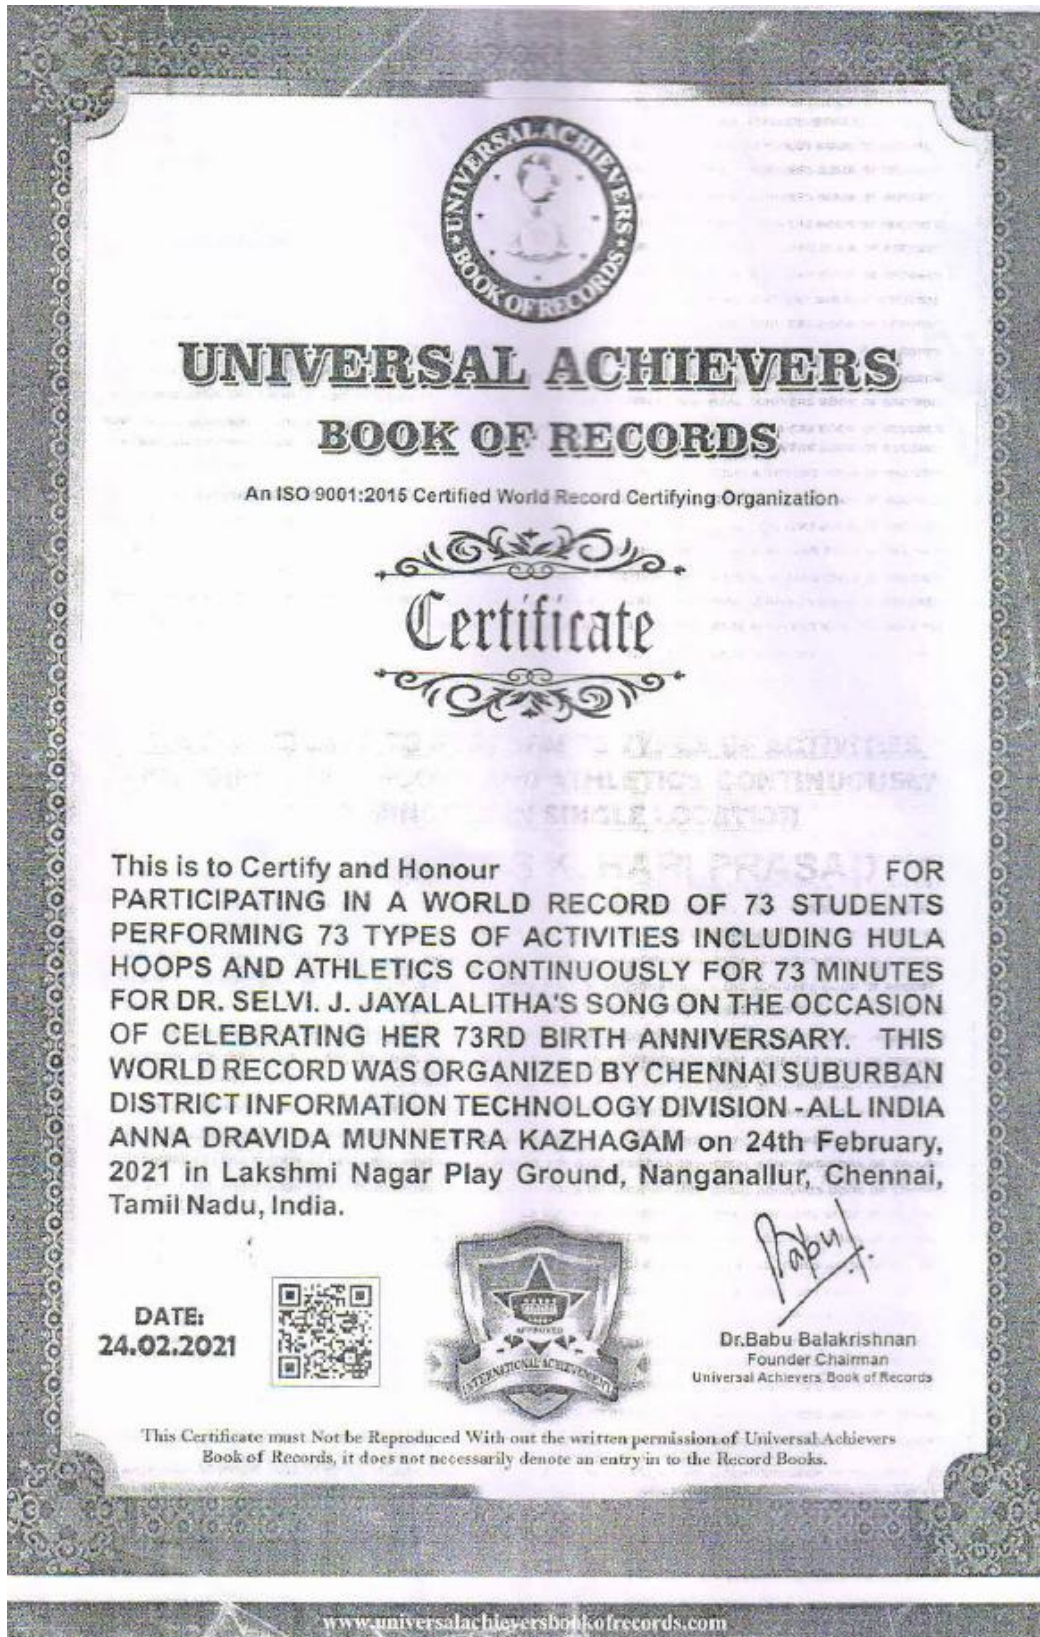 UNIVERSAL ACHIEVERS
BOOK OF RECORDS
UNIVERSAL ACHIEVERS
BOOK OF RECORDS
An ISO 9001:2015 Certified World Record Certifying Organization
Certificate
This is to Certify and Honour FOR
PARTICIPATING IN A WORLD RECORD OF 73 STUDENTS
PERFORMING 73 TYPES OF ACTIVITIES INCLUDING HULA
HOOPS AND ATHLETICS CONTINUOUSLY FOR 73 MINUTES
FOR DR. SELVI. J. JAYALALITHA'S SONG ON THE OCCASION
OF CELEBRATING HER 73RD BIRTH ANNIVERSARY. THIS
WORLD RECORD WAS ORGANIZED BY CHENNAI SUBURBAN
DISTRICT INFORMATION TECHNOLOGY DIVISION - ALL INDIA
ANNA DRAVIDA MUNNETRA KAZHAGAM on 24th February,
2021 in Lakshmi Nagar Play Ground, Nanganallur, Chennai,
Tamil Nadu, India.
DATE:
24.02.2021
APPROVED
INTERNATIONAL ACHIEVEMENT
Babu
Dr.Babu Balakrishnan
Founder Chairman
Universal Achievers Book of Records
This Certificate must Not be Reproduced With out the written permission of Universal Achievers
Book of Records, it does not necessarily denote an entry in to the Record Books.
www.universalachieversbookofrecords.com